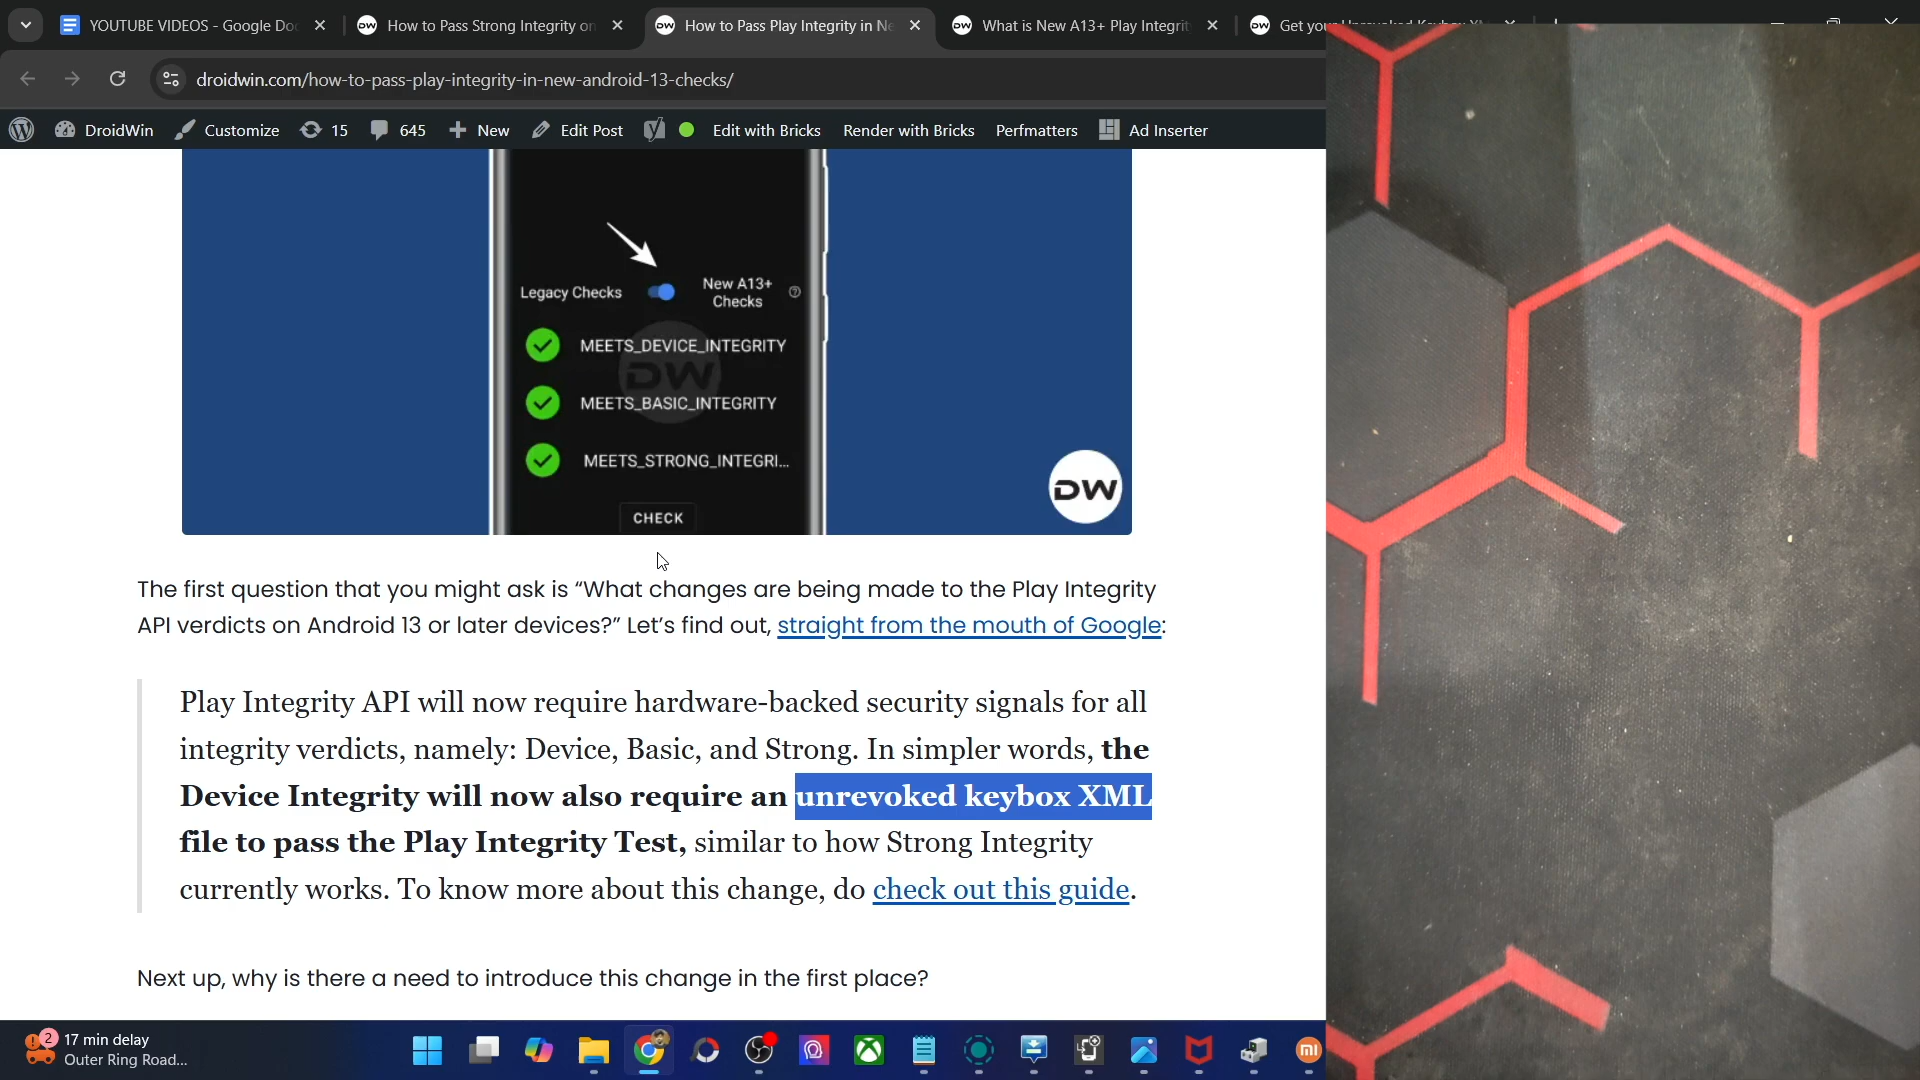 YOUTUBE VIDEOS - Google Doc
How to Pass Strong Integrity on
How to Pass Play Integrity in Ne
What is New A13+ Play Integrit
droidwin.com/how-to-pass-play-integrity-in-new-android-13-checks/
DroidWin Customize 15 645 New Edit Post Edit with Bricks Render with Bricks Perfmatters Ad Inserter
Legacy Checks
New A13+
Checks
MEETS_DEVICE_INTEGRITY
DW
MEETS_BASIC_INTEGRITY
MEETS_STRONG_INTEGRI...
DW
CHECK
The first question that you might ask is “What changes are being made to the Play Integrity
API verdicts on Android 13 or later devices?” Let’s find out, straight from the mouth of Google:
Play Integrity API will now require hardware-backed security signals for all
integrity verdicts, namely: Device, Basic, and Strong. In simpler words, the
Device Integrity will now also require an unrevoked keybox XML
file to pass the Play Integrity Test, similar to how Strong Integrity
currently works. To know more about this change, do check out this guide.
Next up, why is there a need to introduce this change in the first place?
2
17 min delay
Outer Ring Road...